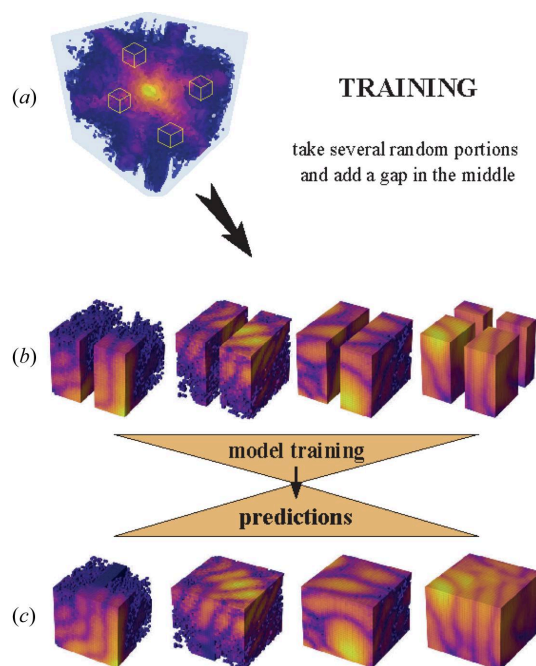 (a)
TRAINING
take several random portions
and add a gap in the middle
(b)
model training
predictions
(c)